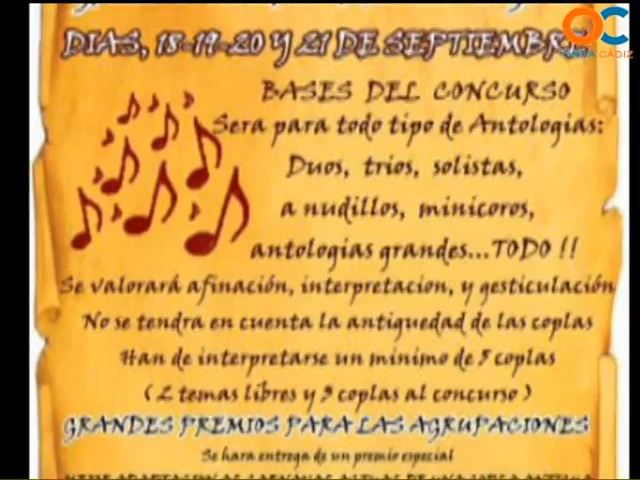 OC
ONDA CADIZ
DIAS, 18-19-20 Y 21 DE SEPTIEMBRE
BASES DEL CONCURSO
Sera para todo tipo de Antologias:
Duos, trios, solistas,
a nudillos, minicoros,
antologias grandes...TODO !!
Se valorará afinación, interpretacion, y gesticulación
No se tendra en cuenta la antiguedad de las coplas
Han de interpretarse un minimo de 5 coplas
( 2 temas libres y 3 coplas al concurso )
GRANDES PREMIOS PARA LAS AGRUPACIONES
Se hara entrega de un premio especial